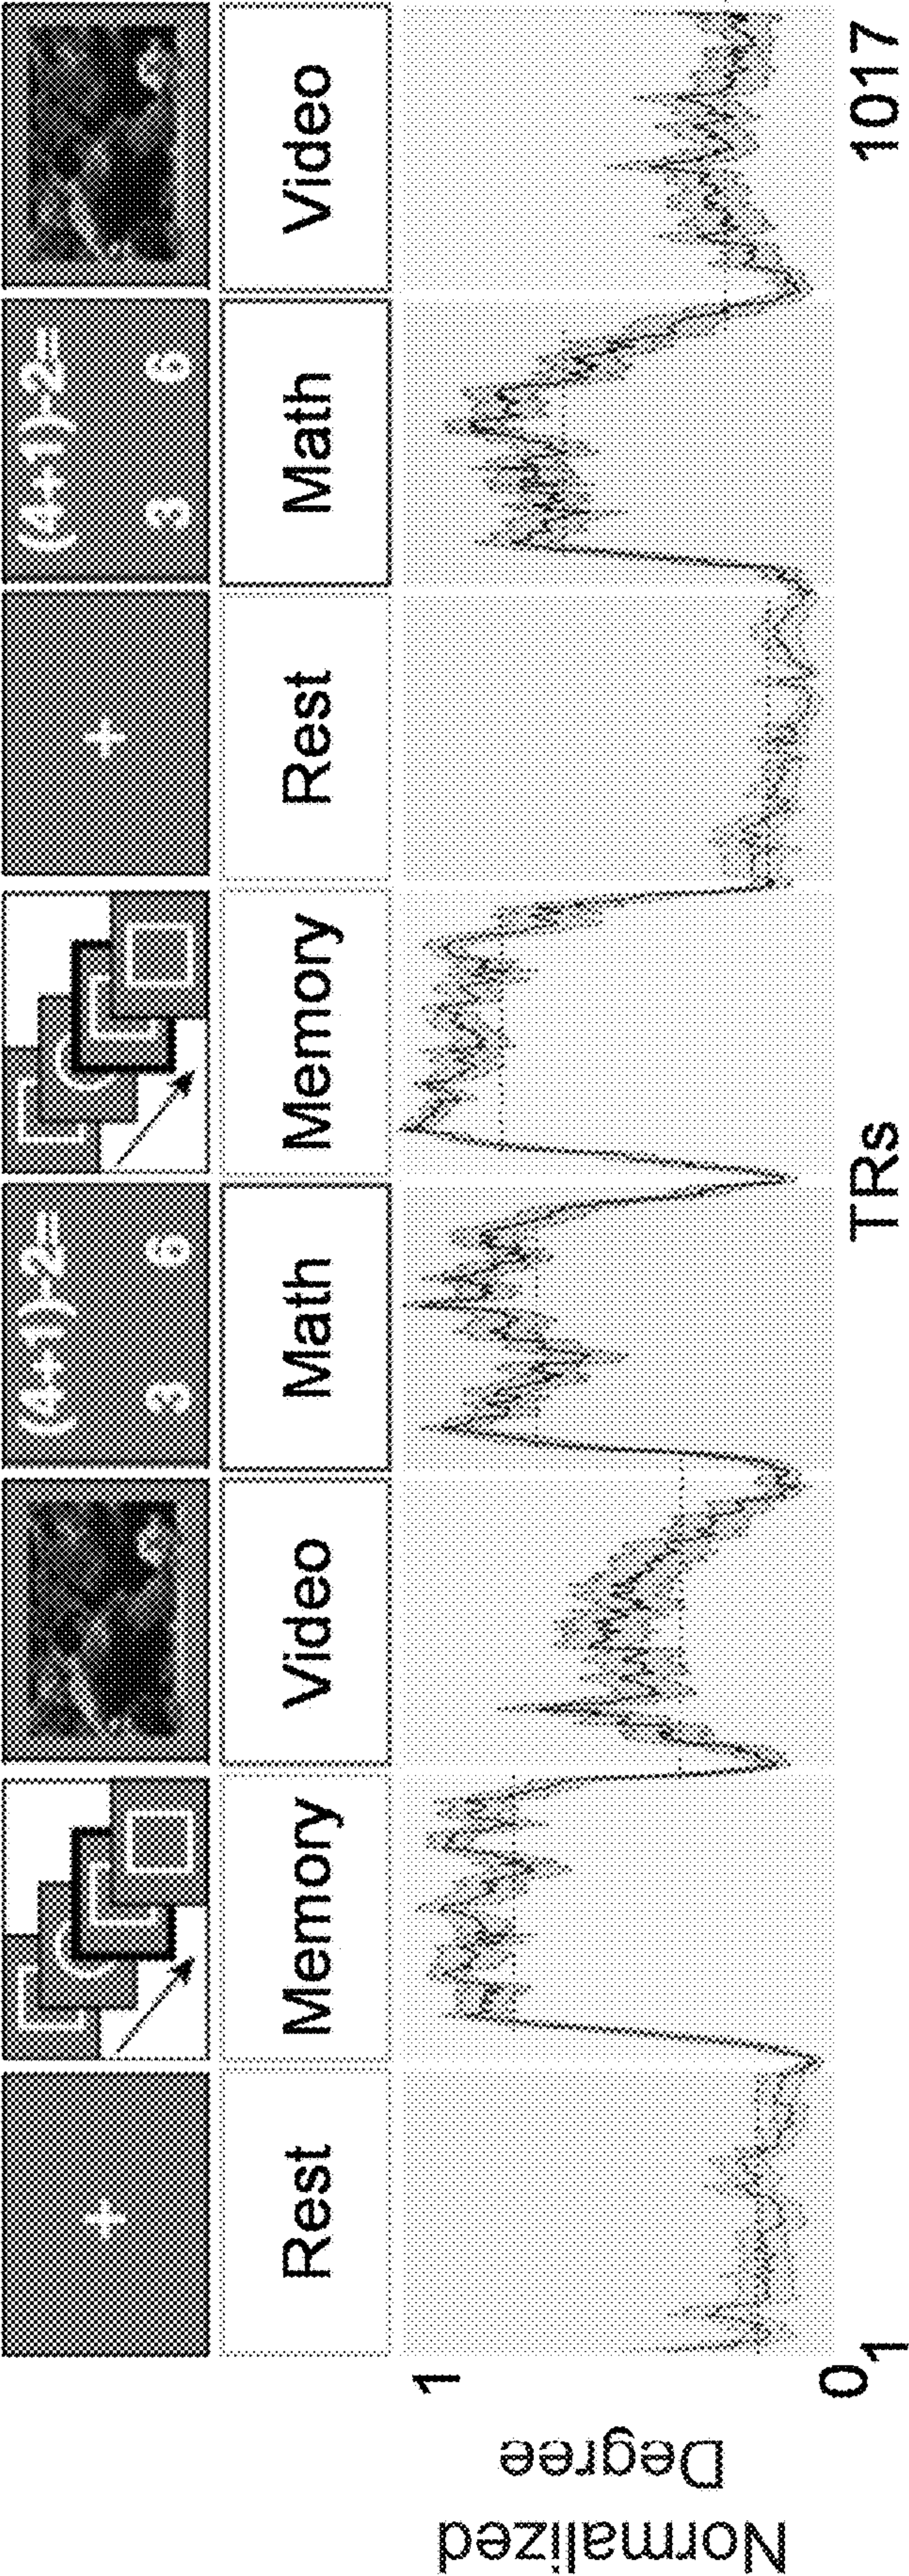 (4+1)-2=
3 6
(4+1)-2=
3 6
Rest Memory Video Math Memory Rest Math Video
Normalized
Degree
1
0
1
TRs
1017